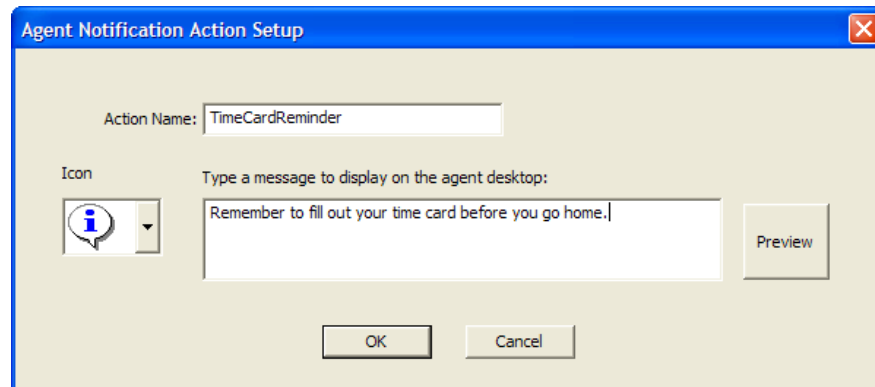 Agent Notification Action Setup
Action Name: TimeCardReminder
Icon
Type a message to display on the agent desktop:
Remember to fill out your time card before you go home.
Preview
OK
Cancel